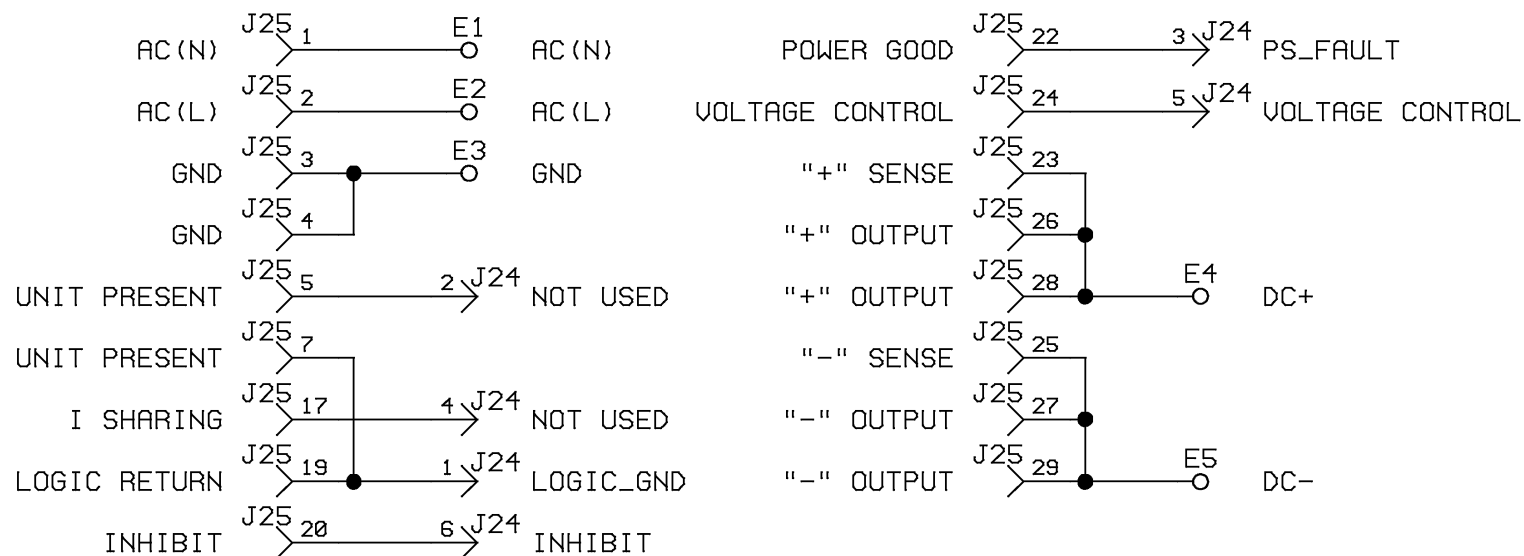 AC(N) J25 1 E1 AC(N)
AC(L) J25 2 E2 AC(L)
GND J25 3 E3 GND
GND J25 4
UNIT PRESENT J25 5 2 J24 NOT USED
UNIT PRESENT J25 7
I SHARING J25 17 4 J24 NOT USED
LOGIC RETURN J25 19 1 J24 LOGIC_GND
INHIBIT J25 20 6 J24 INHIBIT
POWER GOOD J25 22 3 J24 PS_FAULT
VOLTAGE CONTROL J25 24 5 J24 VOLTAGE CONTROL
"+" SENSE J25 23
"+" OUTPUT J25 26
"+" OUTPUT J25 28 E4 DC+
"-" SENSE J25 25
"-" OUTPUT J25 27
"-" OUTPUT J25 29 E5 DC-